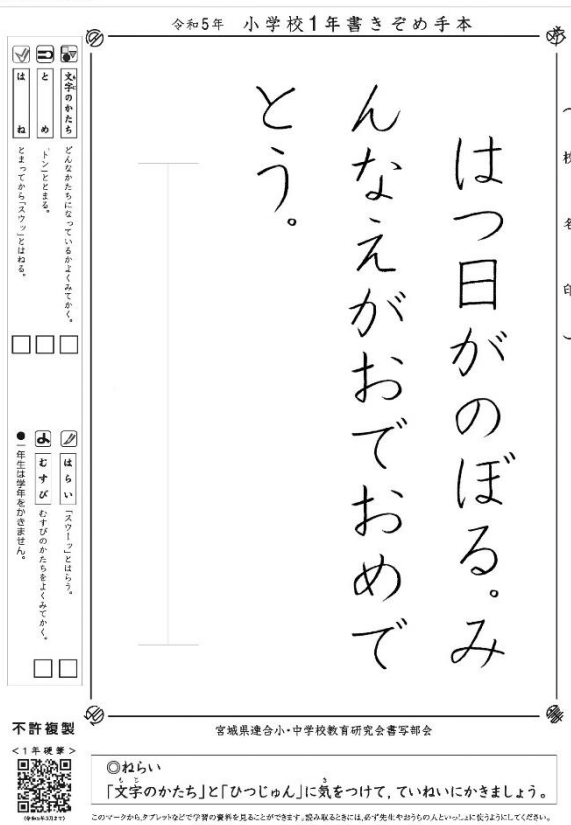 令和5年 小学校1年書きぞめ手本
はつ日がのぼる。み
んなえがおでおめで
とう。
(校名印)
文字のかたち どんなかたちになっているかよくみてかく。
とめ 「トン」ととまる。
はね とまってから「スウッ」とはねる。
はらい 「スウーッ」とはらう。
むすび むすびのかたちをよくみてかく。
●一年生は学年をかきません。
宮城県連合小・中学校教育研究会書写部会
不許複製
<1年硬筆>
◎ねらい
「文字のかたち」と「ひつじゅん」に気をつけて,ていねいにかきましょう。
このマークから,タブレットなどで学習の資料を見ることができます。読み取るときには,必ず先生やおうちの人といっしょに使うようにしてください。